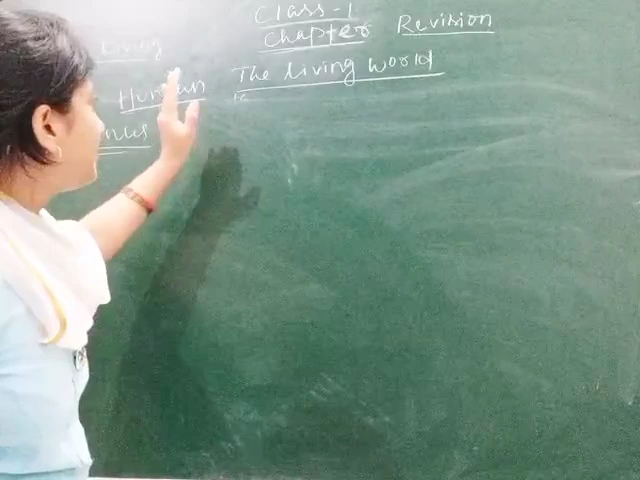 Class-1
Chapter Revision
The living World
living
Human